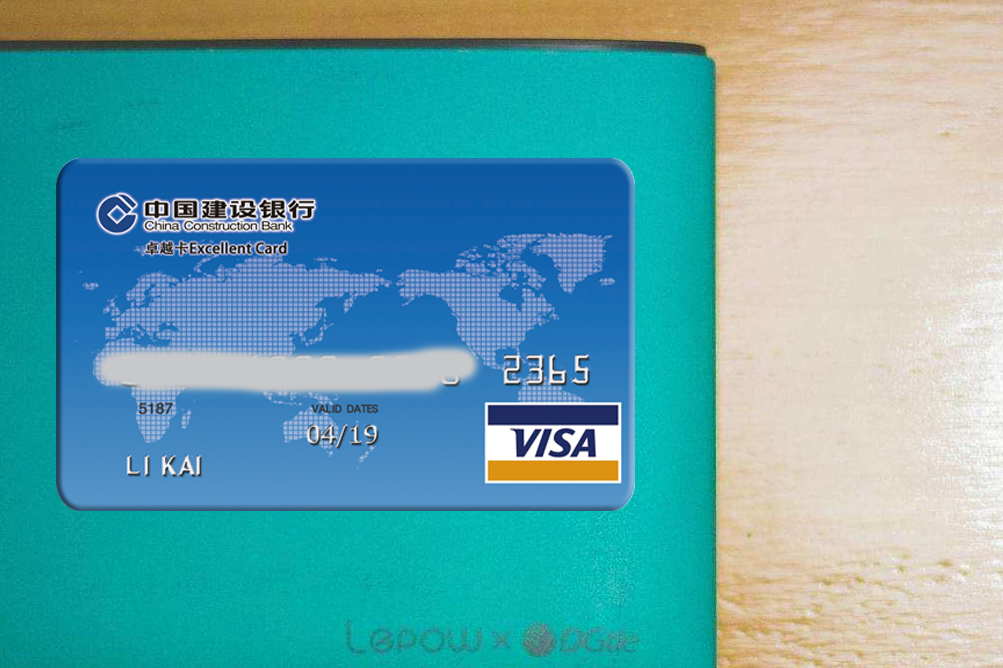 中国建设银行
China Construction Bank
卓越卡Excellent Card
2365
5187
VALID DATES
04/19
LI KAI
VISA
Lepow ×